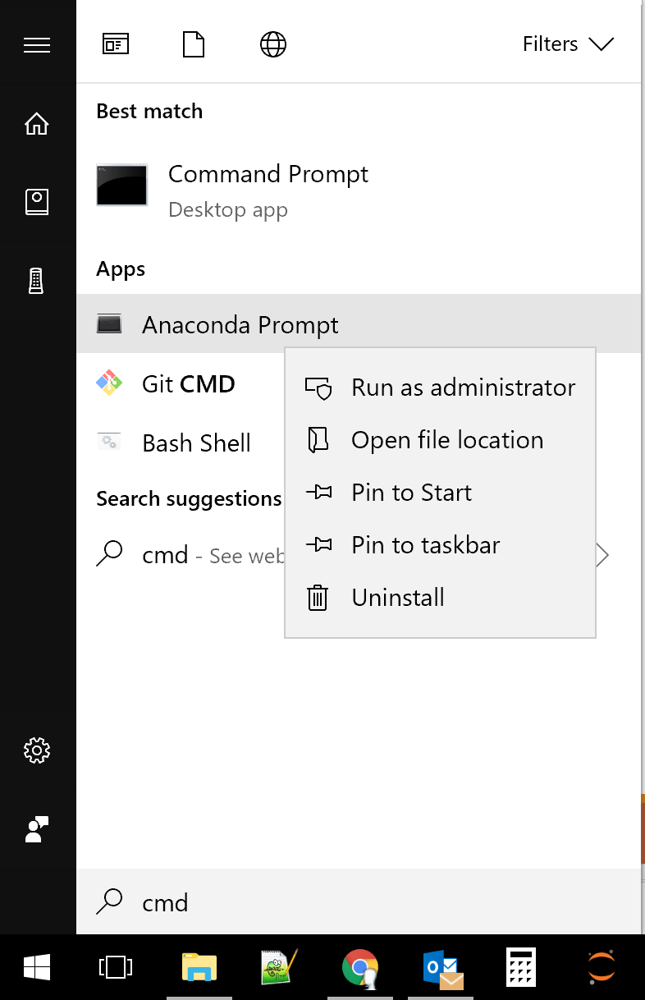 Filters
Best match
Command Prompt
Desktop app
Apps
Anaconda Prompt
Git CMD
Run as administrator
Open file location
Bash Shell
Pin to Start
Search suggestions
Pin to taskbar
cmd - See web
Uninstall
cmd